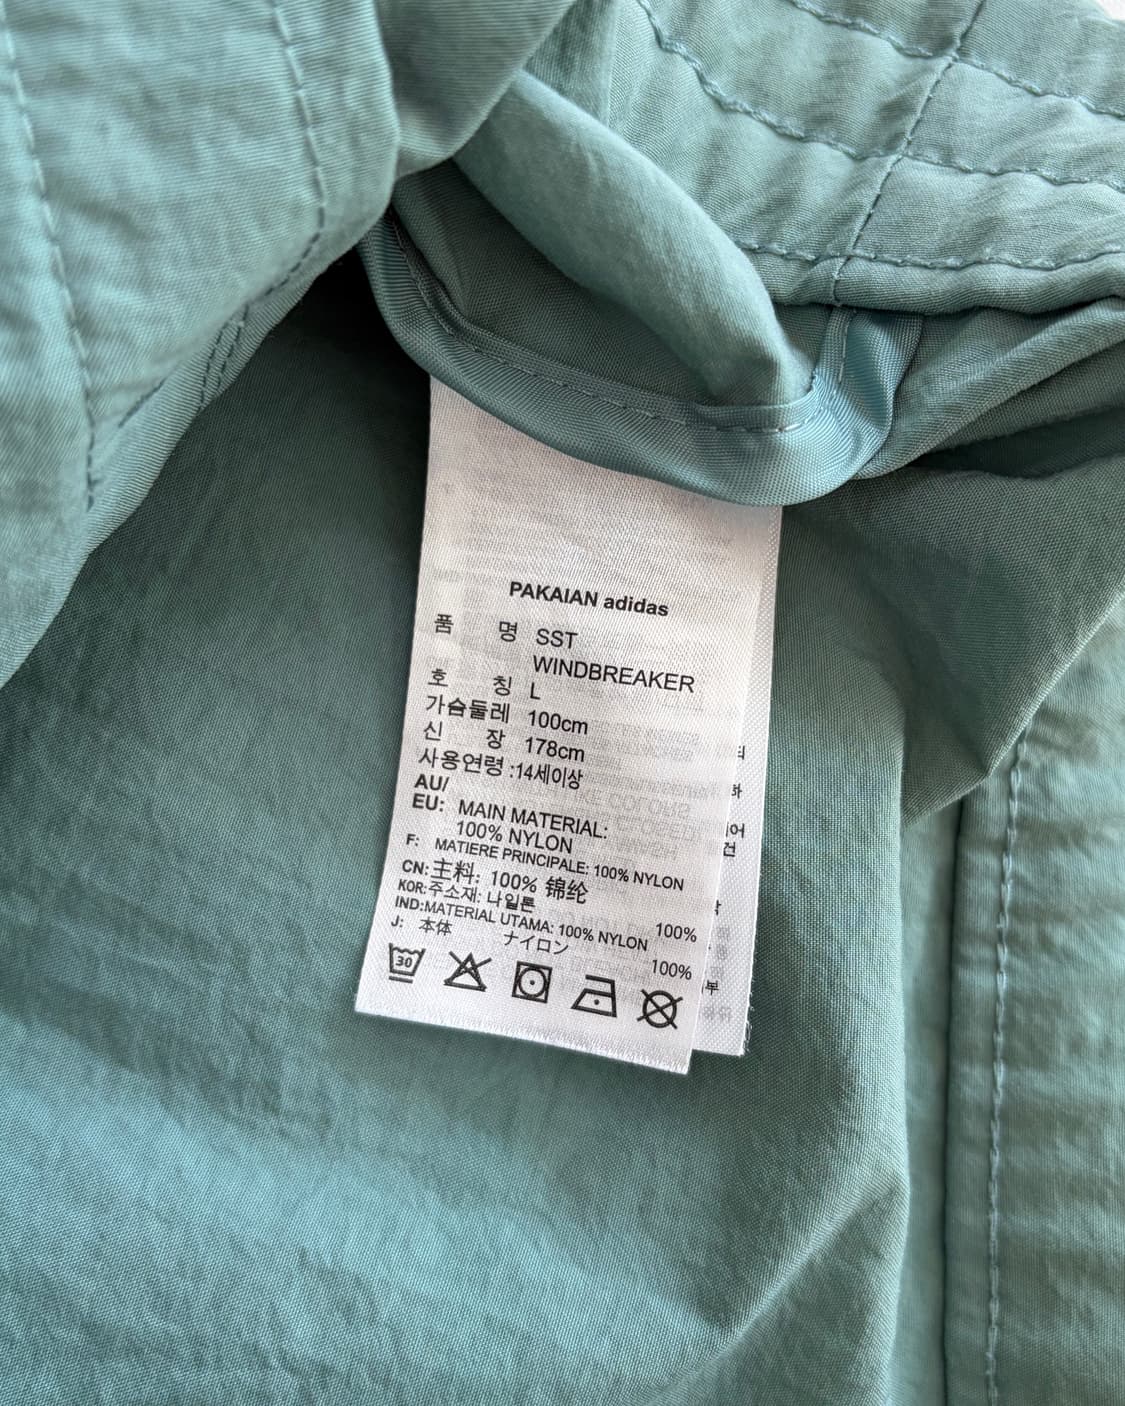 PAKAIAN adidas
품 명 SST
WINDBREAKER
호 칭 L
가슴둘레 100cm
신 장 178cm
사용연령 :14세이상
AU/
EU: MAIN MATERIAL:
100% NYLON
F: MATIERE PRINCIPALE: 100% NYLON
CN:主料: 100% 锦纶
KOR:주소재: 나일론 100%
IND:MATERIAL UTAMA: 100% NYLON
J: 本体 ナイロン 100%
30